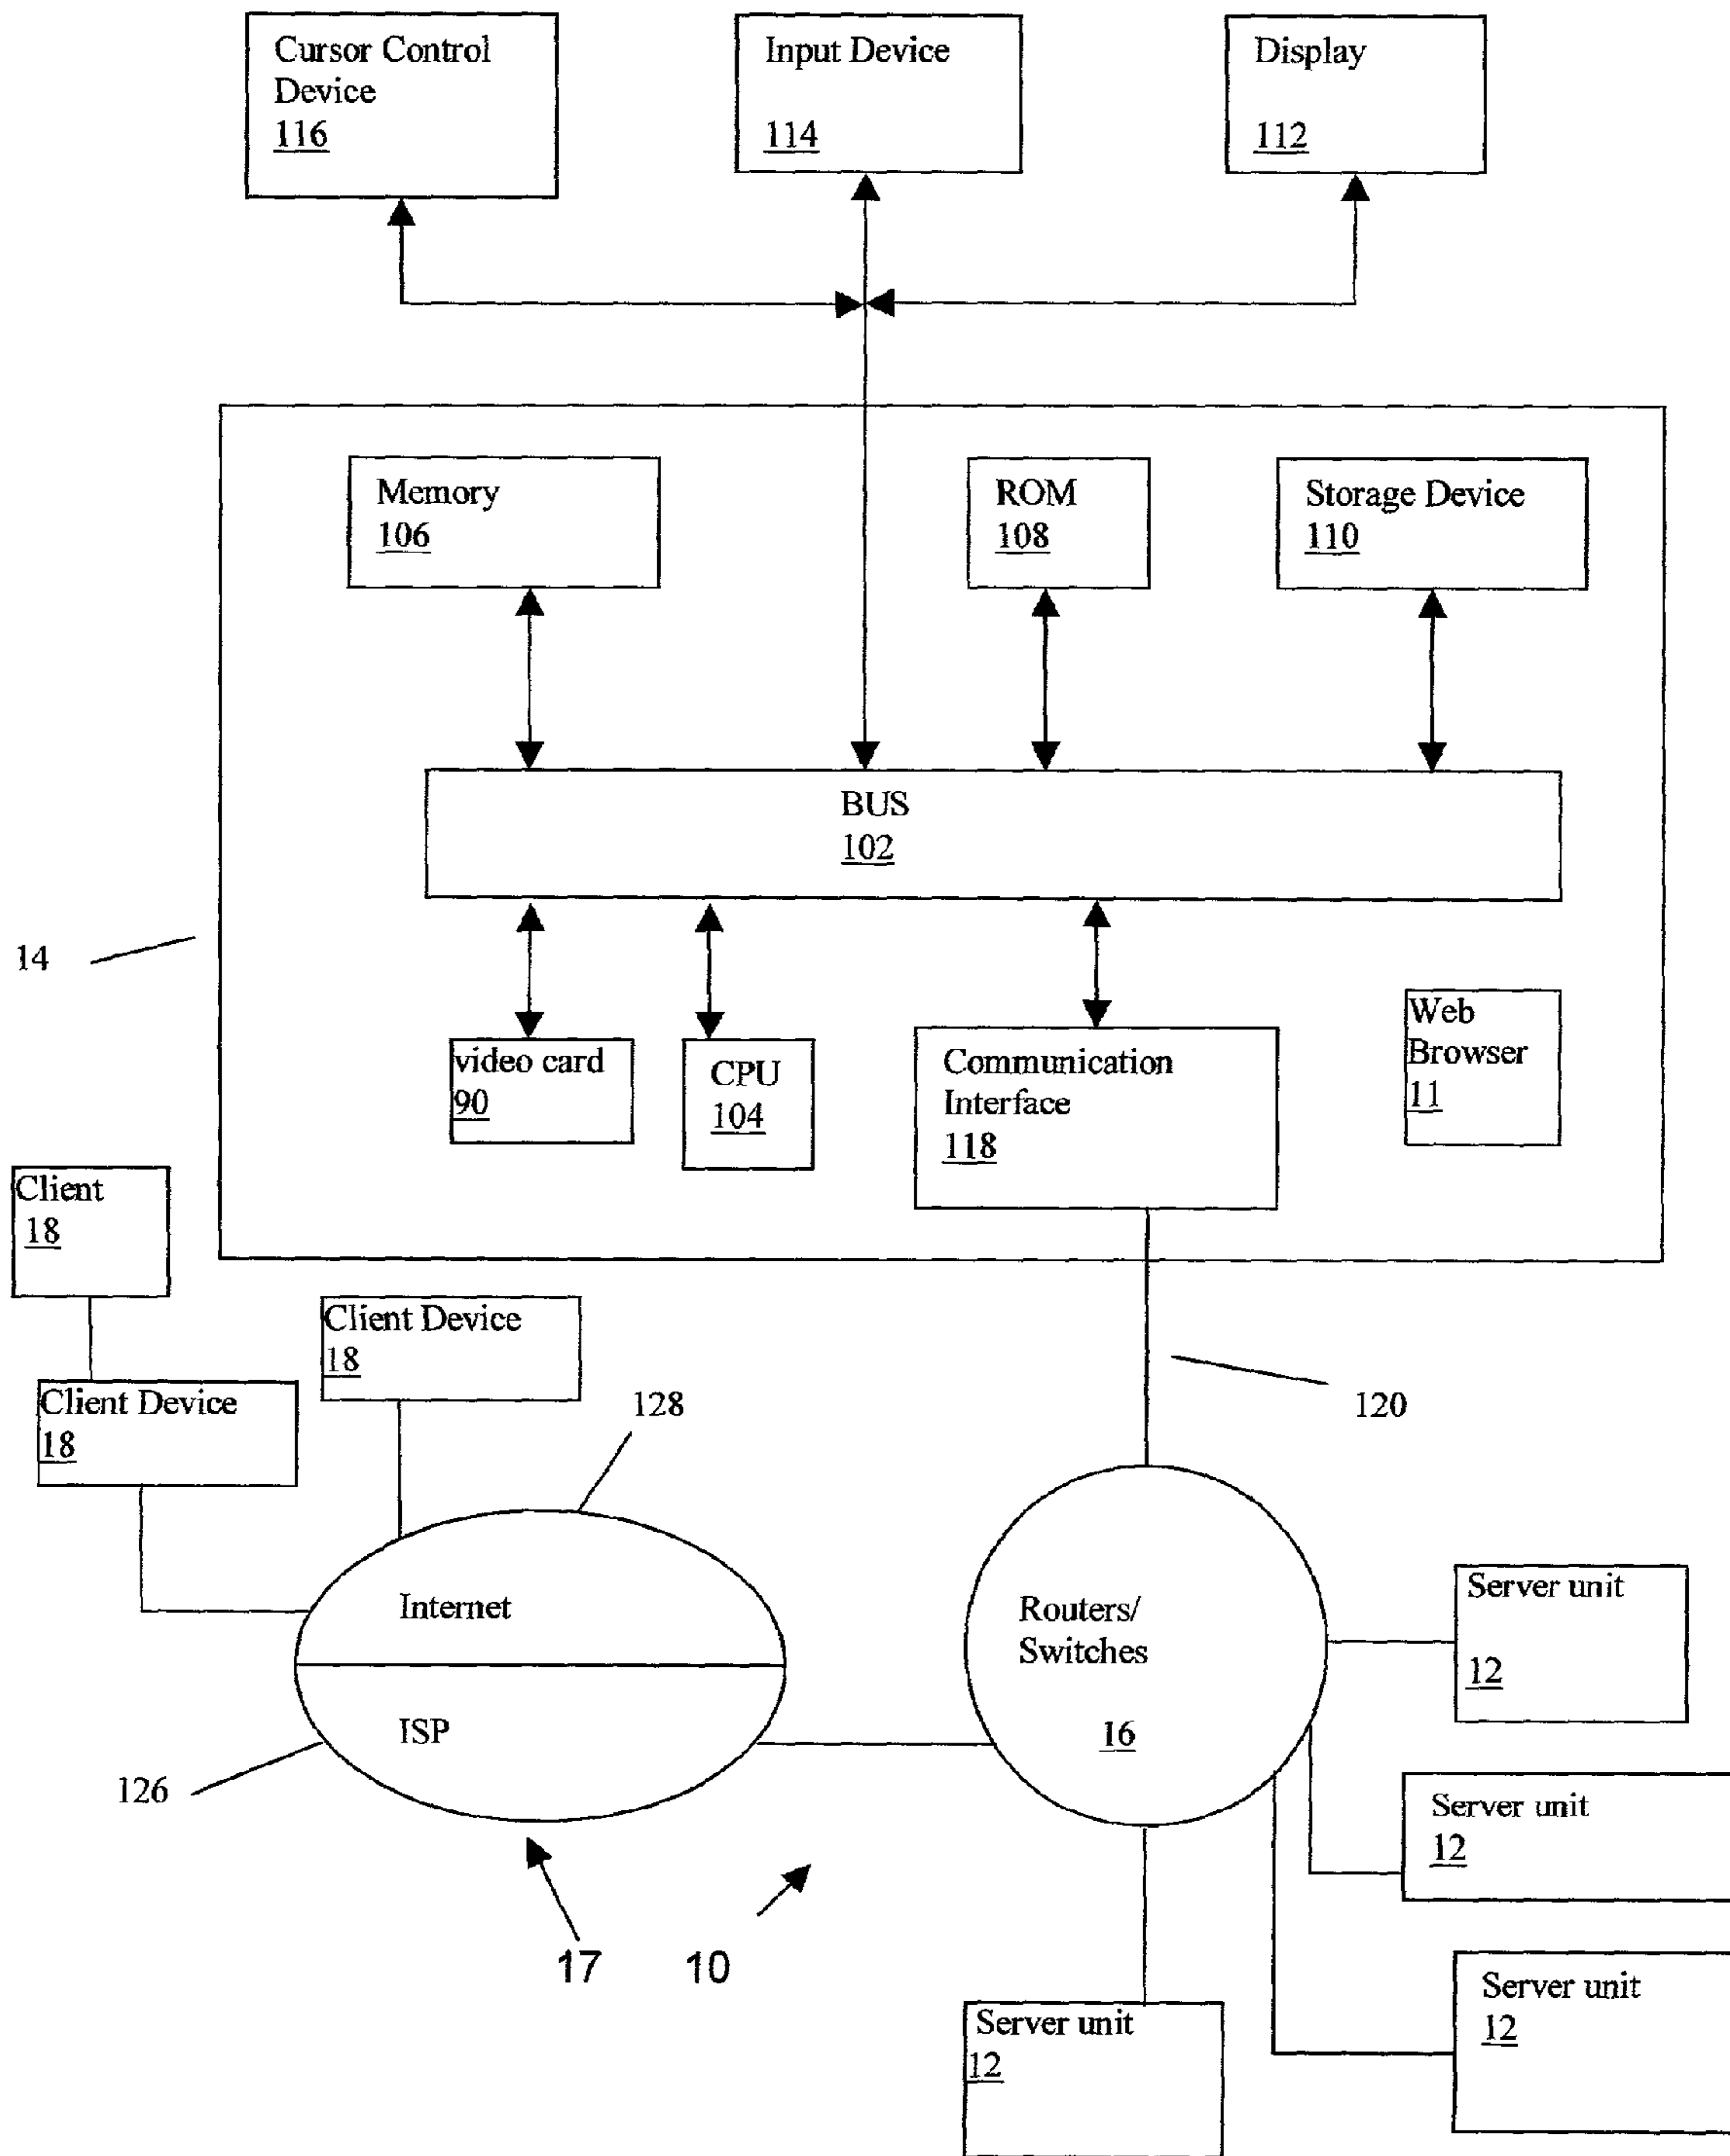 Cursor Control
Device
116
Input Device
114
Display
112
Memory
106
ROM
108
Storage Device
110
BUS
102
14
video card
90
CPU
104
Communication
Interface
118
Web
Browser
11
Client
18
Client Device
18
Client Device
18
128
120
Internet
ISP
126
Routers/
Switches
16
Server unit
12
Server unit
12
Server unit
12
Server unit
12
17
10